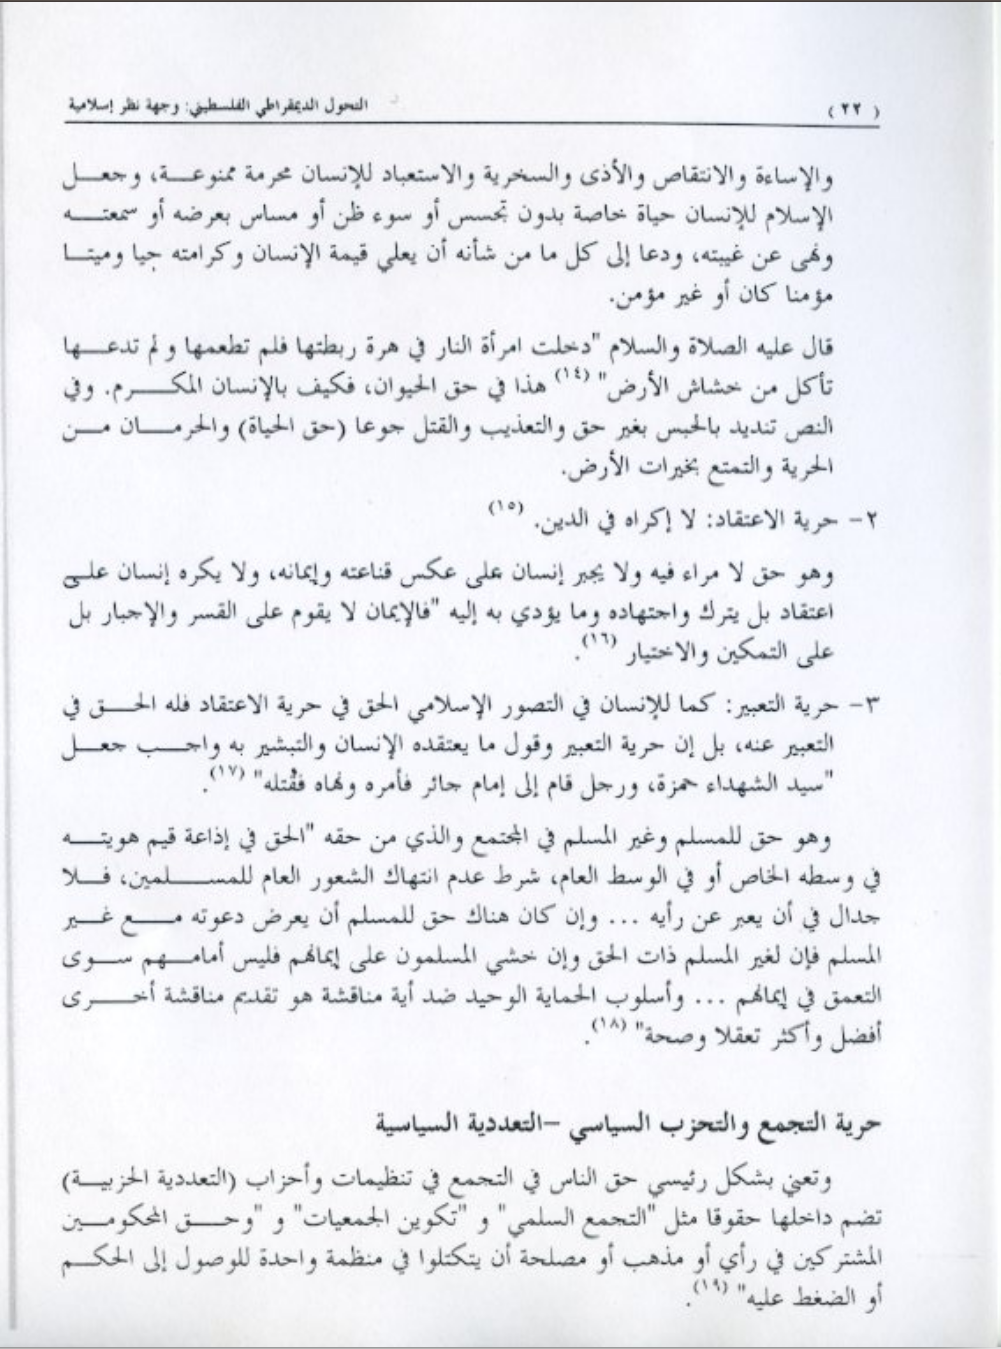 (٢٢) التحول الديمقراطي الفلسطيني: وجهة نظر إسلامية
والإساءة والانتقاص والأذى والسخرية والاستعباد للإنسان محرمة ممنوعة، وجعل
الإسلام للإنسان حياة خاصة بدون تجسس أو سوء ظن أو مساس بعرضه أو سمعته
ونهى عن غيبته، ودعا إلى كل ما من شأنه أن يعلي قيمة الإنسان وكرامته حيا وميتا
مؤمنا كان أو غير مؤمن.
قال عليه الصلاة والسلام "دخلت امرأة النار في هرة ربطتها فلم تطعمها ولم تدعها
تأكل من خشاش الأرض" (١٤) هذا في حق الحيوان، فكيف بالإنسان المكرم. وفي
النص تنديد بالحبس بغير حق والتعذيب والقتل جوعا (حق الحياة) والحرمان من
الحرية والتمتع بخيرات الأرض.
٢- حرية الاعتقاد: لا إكراه في الدين. (١٥)
وهو حق لا مراء فيه ولا يجبر إنسان على عكس قناعته وإيمانه، ولا يكره إنسان على
اعتقاد بل يترك واجتهاده وما يؤدي به إليه "فالإيمان لا يقوم على القسر والإجبار بل
على التمكين والاختيار (١٦).
٣- حرية التعبير: كما للإنسان في التصور الإسلامي الحق في حرية الاعتقاد فله الحق في
التعبير عنه، بل إن حرية التعبير وقول ما يعتقده الإنسان والتبشير به واجب جعل
"سيد الشهداء حمزة، ورجل قام إلى إمام جائر فأمره ونهاه فقتله" (١٧).
وهو حق للمسلم وغير المسلم في المجتمع والذي من حقه "الحق في إذاعة قيم هويته
في وسطه الخاص أو في الوسط العام، شرط عدم انتهاك الشعور العام للمسلمين، فلا
جدال في أن يعبر عن رأيه ... وإن كان هناك حق للمسلم أن يعرض دعوته مع غير
المسلم فإن لغير المسلم ذات الحق وإن خشي المسلمون على إيمانهم فليس أمامهم سوى
التعمق في إيمانهم ... وأسلوب الحماية الوحيد ضد أية مناقشة هو تقديم مناقشة أخرى
أفضل وأكثر تعقلا وصحة" (١٨).
حرية التجمع والتحزب السياسي –التعددية السياسية
وتعني بشكل رئيسي حق الناس في التجمع في تنظيمات وأحزاب (التعددية الحزبية)
تضم داخلها حقوقا مثل "التجمع السلمي" و "تكوين الجمعيات" و "وحق المحكومين
المشتركين في رأي أو مذهب أو مصلحة أن يتكتلوا في منظمة واحدة للوصول إلى الحكم
أو الضغط عليه" (١٩).